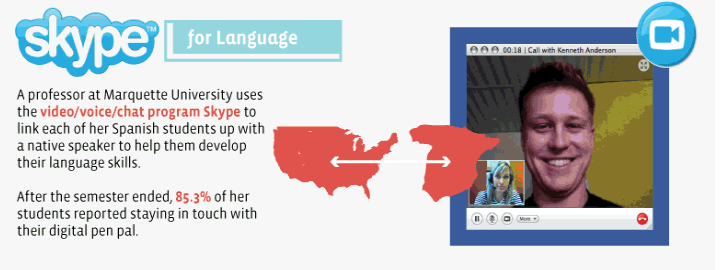 skype™
for Language
A professor at Marquette University uses
the video/voice/chat program Skype to
link each of her Spanish students up with
a native speaker to help them develop
their language skills.
After the semester ended, 85.3% of her
students reported staying in touch with
their digital pen pal.
00:18 | Call with Kenneth Anderson
More